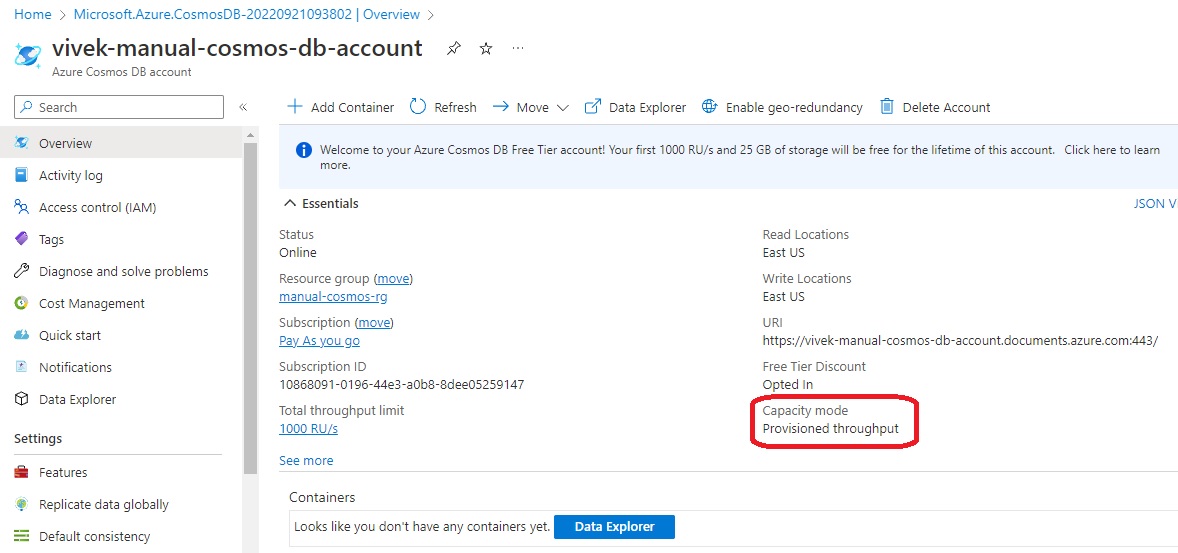 Home > Microsoft.Azure.CosmosDB-20220921093802 | Overview >
vivek-manual-cosmos-db-account
Azure Cosmos DB account
Search
Overview
Activity log
Access control (IAM)
Tags
Diagnose and solve problems
Cost Management
Quick start
Notifications
Data Explorer
Settings
Features
Replicate data globally
Default consistency
Add Container
Refresh
Move
Data Explorer
Enable geo-redundancy
Delete Account
Welcome to your Azure Cosmos DB Free Tier account! Your first 1000 RU/s and 25 GB of storage will be free for the lifetime of this account. Click here to learn
more.
Essentials
JSON V
Status
Online
Resource group (move)
manual-cosmos-rg
Subscription (move)
Pay As you go
Subscription ID
10868091-0196-44e3-a0b8-8dee05259147
Total throughput limit
1000 RU/s
See more
Read Locations
East US
Write Locations
East US
URI
https://vivek-manual-cosmos-db-account.documents.azure.com:443/
Free Tier Discount
Opted In
Capacity mode
Provisioned throughput
Containers
Looks like you don't have any containers yet.
Data Explorer